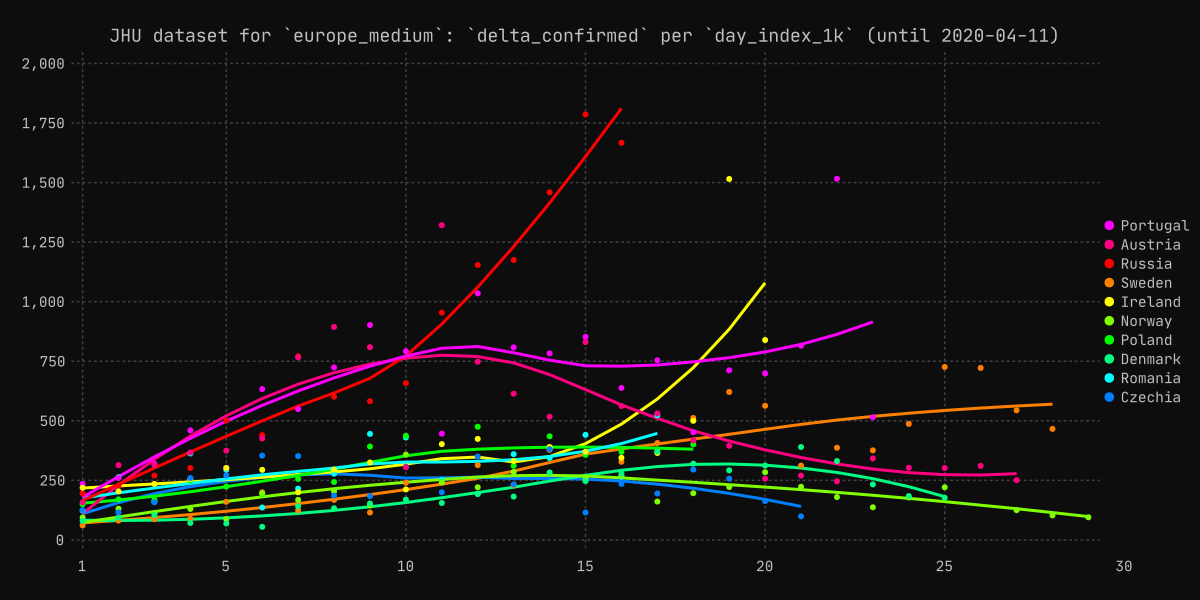 JHU dataset for `europe_medium`: `delta_confirmed` per `day_index_1k` (until 2020-04-11)
2,000
1,750
1,500
1,250
1,000
750
500
250
0
1 5 10 15 20 25 30
Portugal
Austria
Russia
Sweden
Ireland
Norway
Poland
Denmark
Romania
Czechia